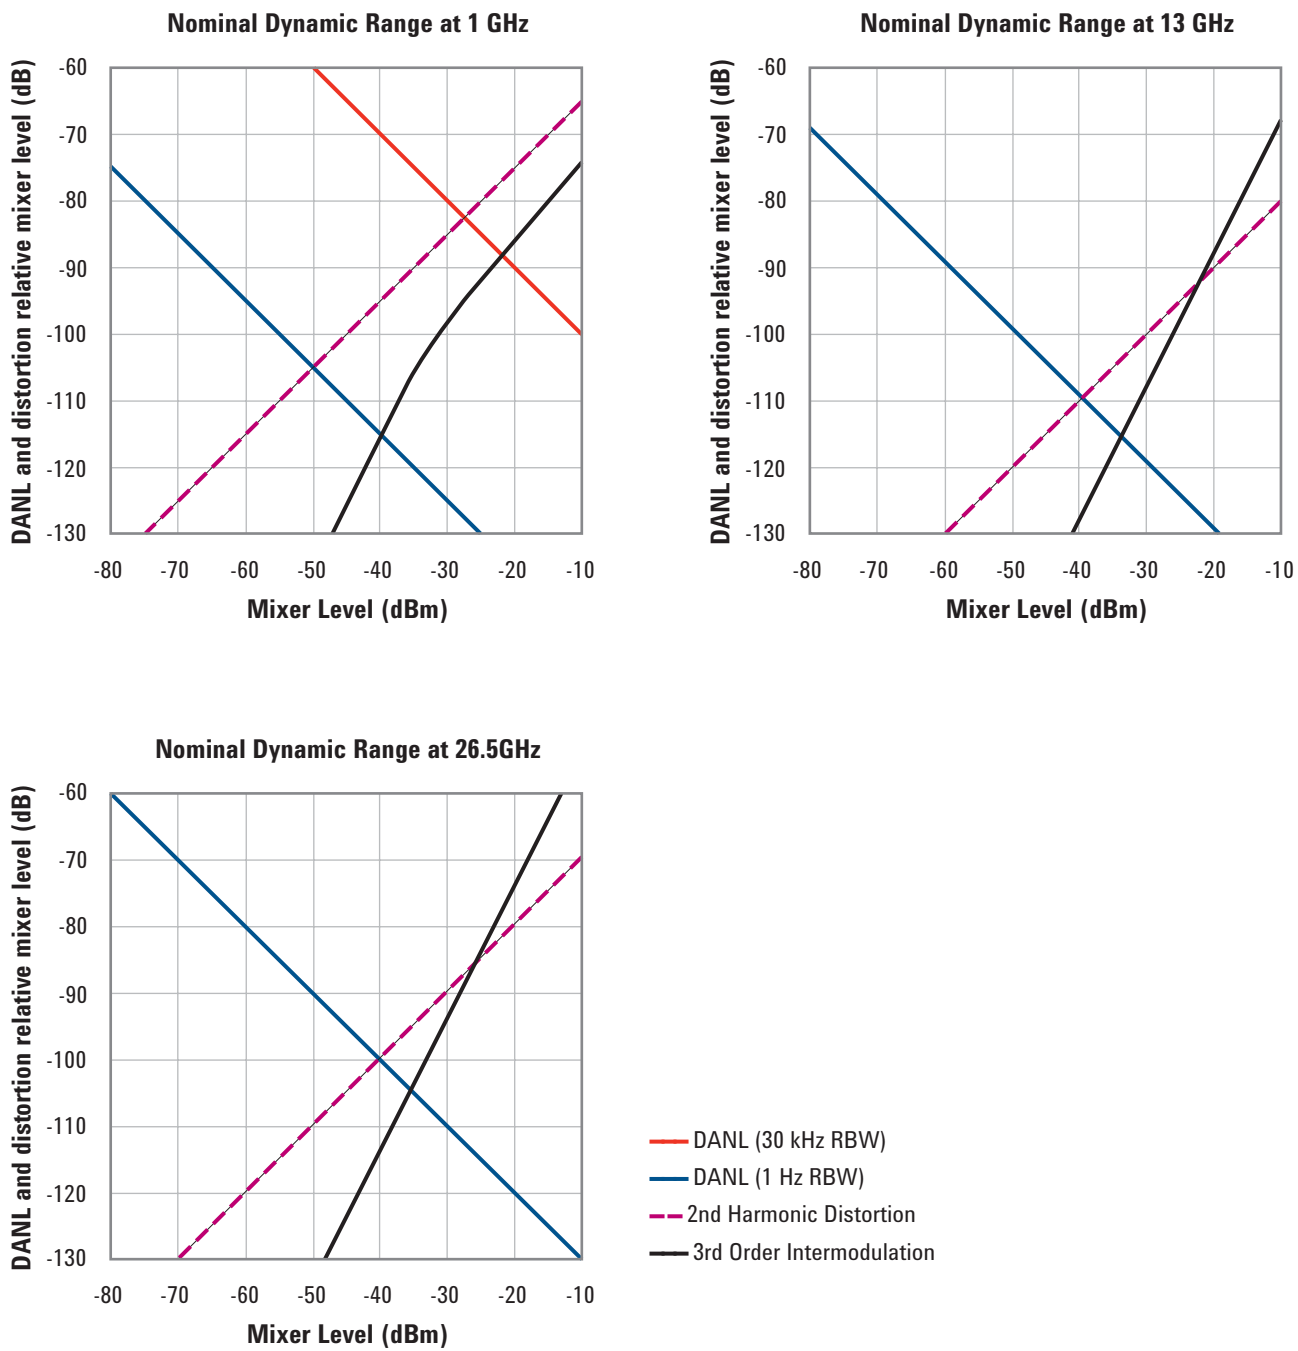 Nominal Dynamic Range at 1 GHz
DANL and distortion relative mixer level (dB)
-60
-70
-80
-90
-100
-110
-120
-130
-80 -70 -60 -50 -40 -30 -20 -10
Mixer Level (dBm)
Nominal Dynamic Range at 13 GHz
DANL and distortion relative mixer level (dB)
-60
-70
-80
-90
-100
-110
-120
-130
-80 -70 -60 -50 -40 -30 -20 -10
Mixer Level (dBm)
Nominal Dynamic Range at 26.5GHz
DANL and distortion relative mixer level (dB)
-60
-70
-80
-90
-100
-110
-120
-130
-80 -70 -60 -50 -40 -30 -20 -10
Mixer Level (dBm)
DANL (30 kHz RBW)
DANL (1 Hz RBW)
2nd Harmonic Distortion
3rd Order Intermodulation